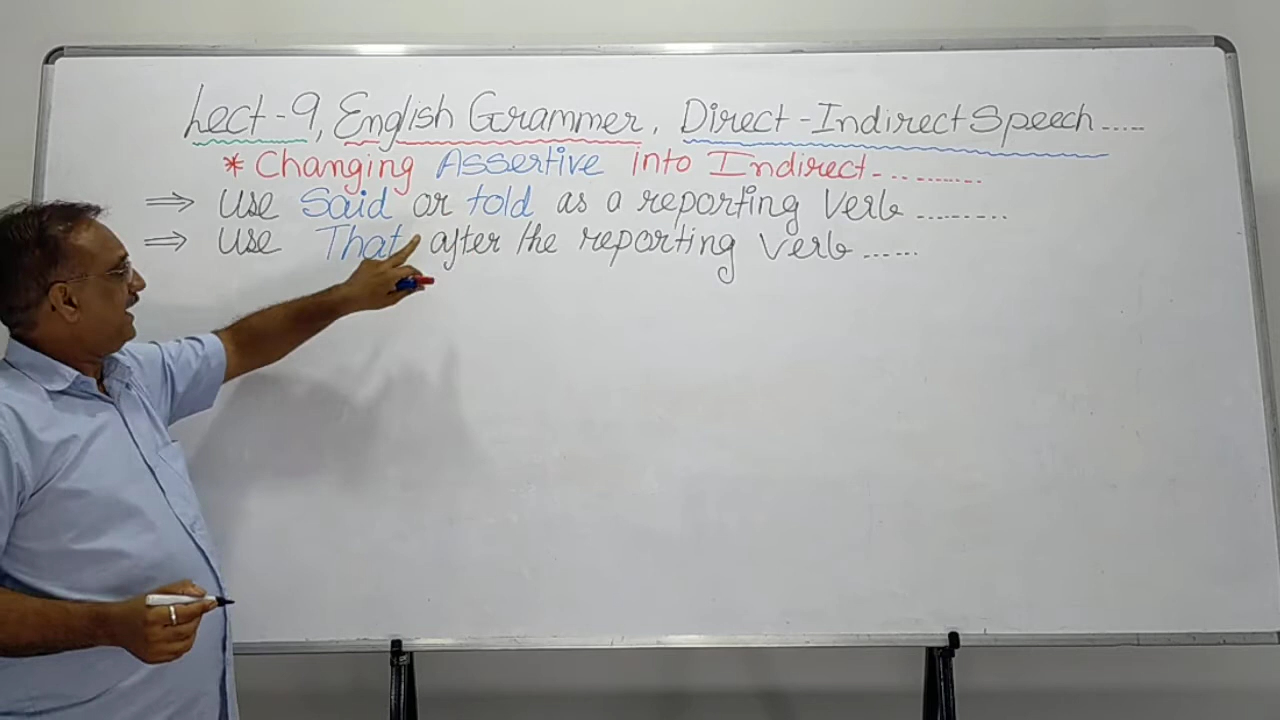 Lect-9, English Grammer, Direct-Indirect Speech.....
* Changing Assertive into Indirect-..........
⇒ Use Said or told as a reporting Verb .........
⇒ Use That after the reporting Verb ......